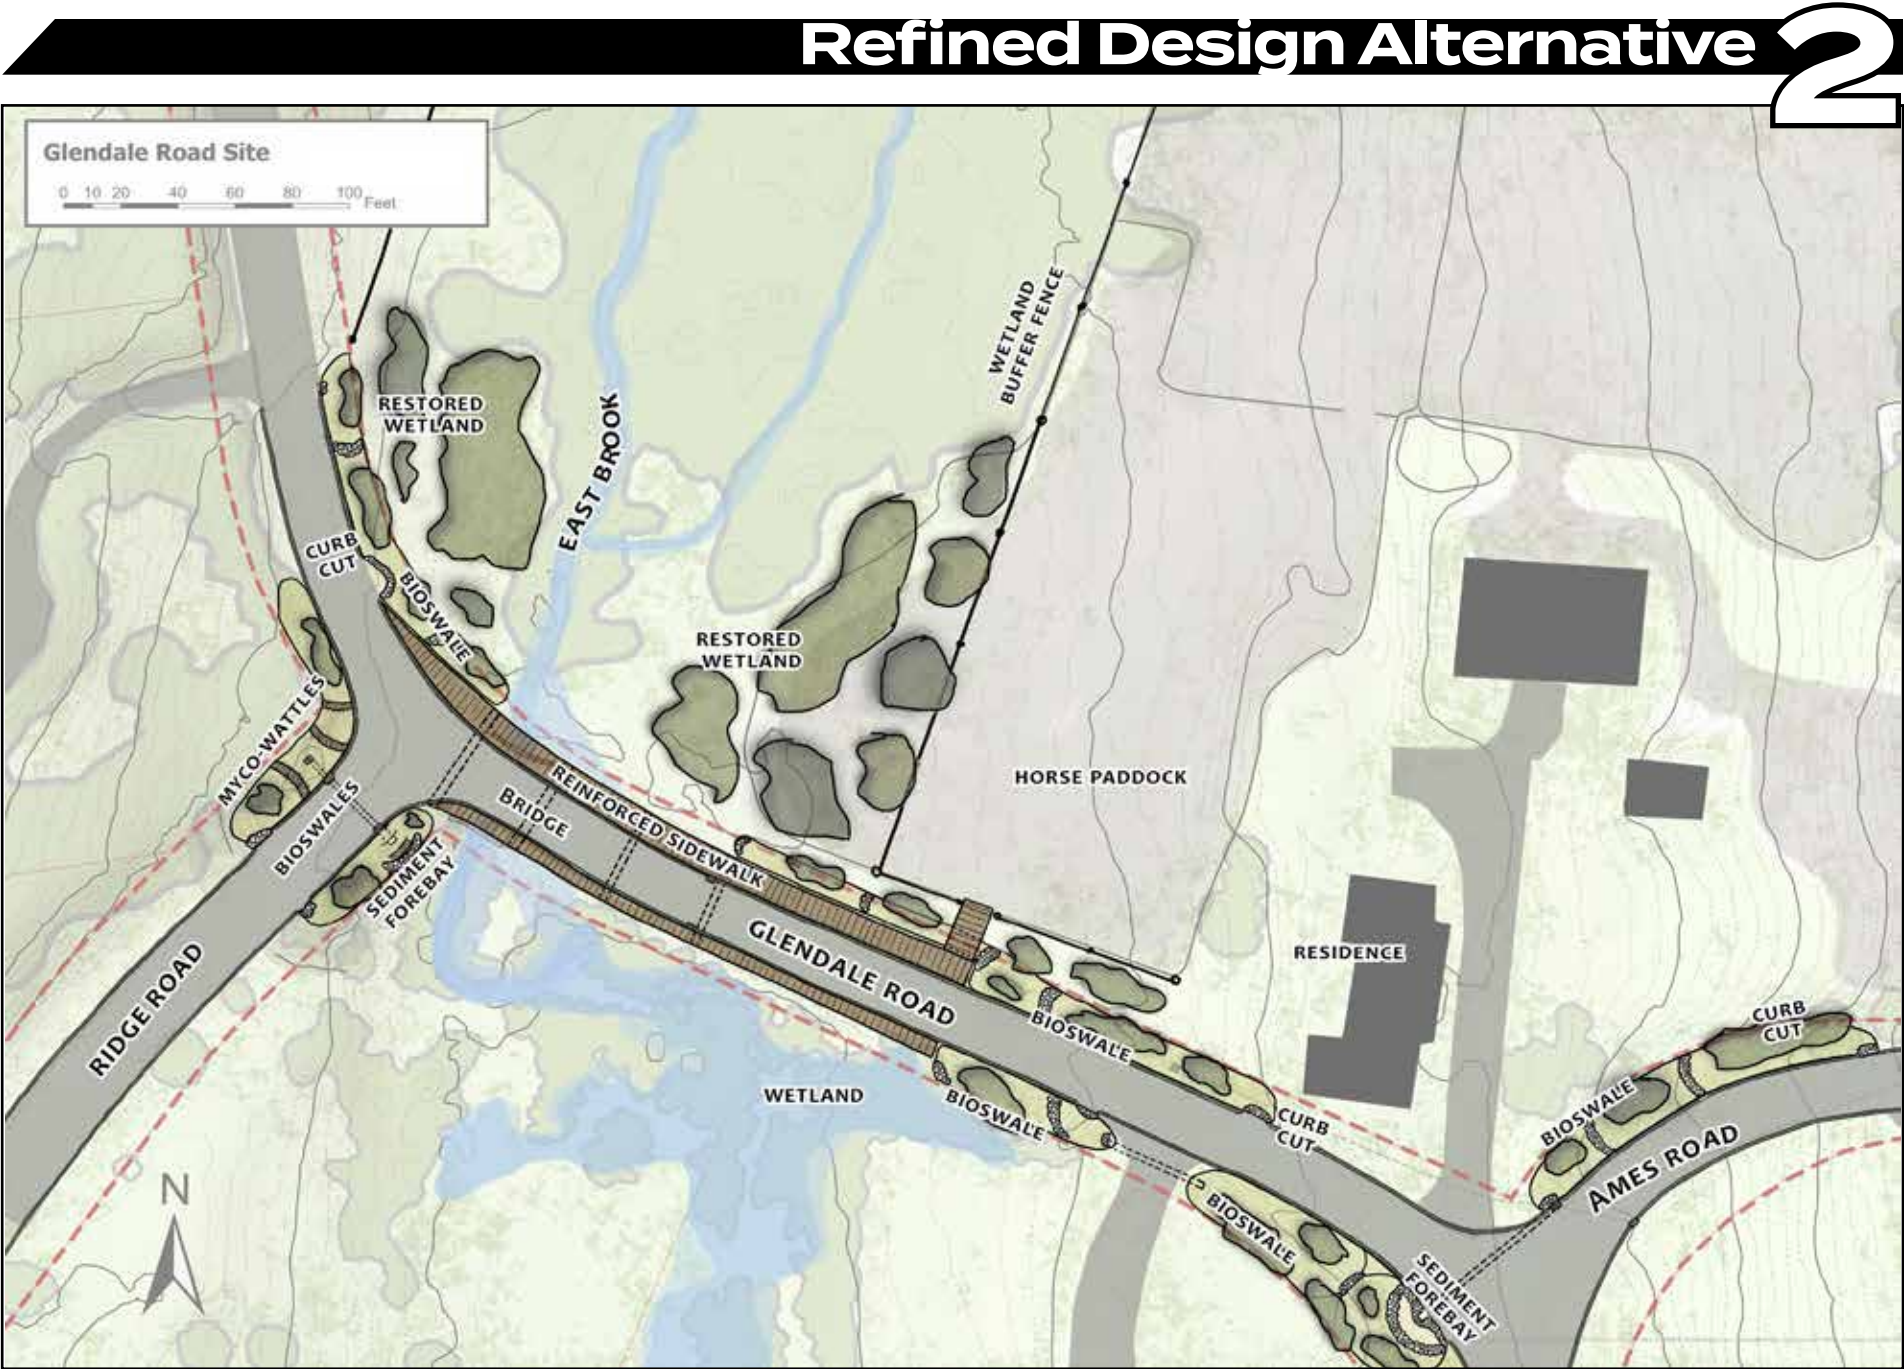 Refined Design Alternative 2
Glendale Road Site
0 10 20 40 60 80 100 Feet
WETLAND
BUFFER FENCE
RESTORED
WETLAND
EAST BROOK
CURB
CUT
BIOSWALE
RESTORED
WETLAND
MYCO-WATTLES
BIOSWALES
SEDIMENT
FOREBAY
BRIDGE
REINFORCED SIDEWALK
HORSE PADDOCK
GLENDALE ROAD
RESIDENCE
RIDGE ROAD
BIOSWALE
CURB
CUT
WETLAND
BIOSWALE
CURB
CUT
BIOSWALE
AMES ROAD
BIOSWALE
SEDIMENT
FOREBAY
N